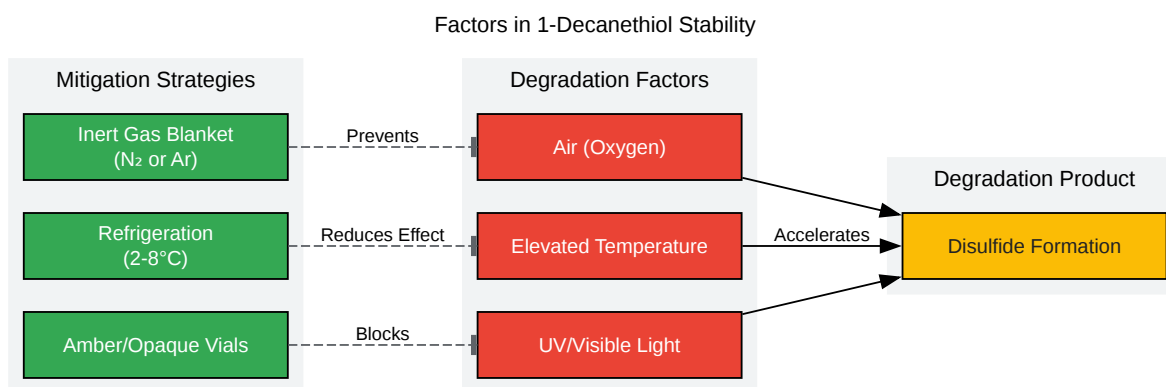 Factors in 1-Decanethiol Stability
Mitigation Strategies
Inert Gas Blanket
(N₂ or Ar)
Refrigeration
(2-8°C)
Amber/Opaque Vials
Prevents
Reduces Effect
Blocks
Degradation Factors
Air (Oxygen)
Elevated Temperature
UV/Visible Light
Accelerates
Degradation Product
Disulfide Formation